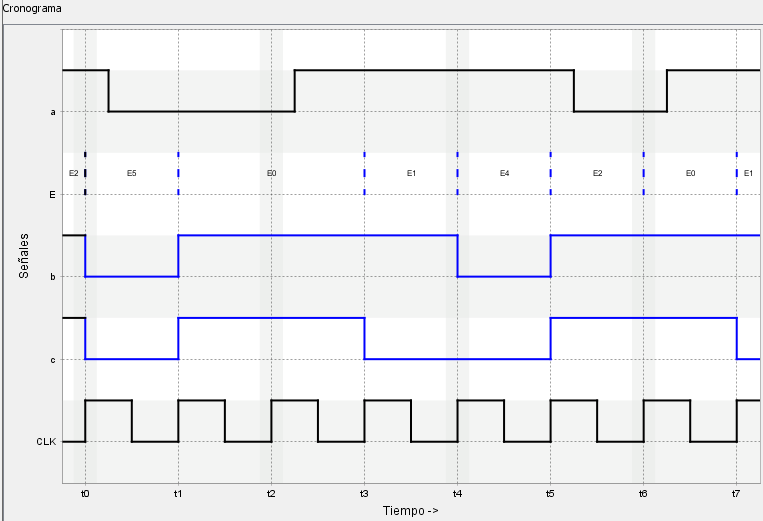 Cronograma
a
E2 E5 E0 E1 E4 E2 E0 E1
E
Señales
b
c
CLK
t0 t1 t2 t3 t4 t5 t6 t7
Tiempo ->